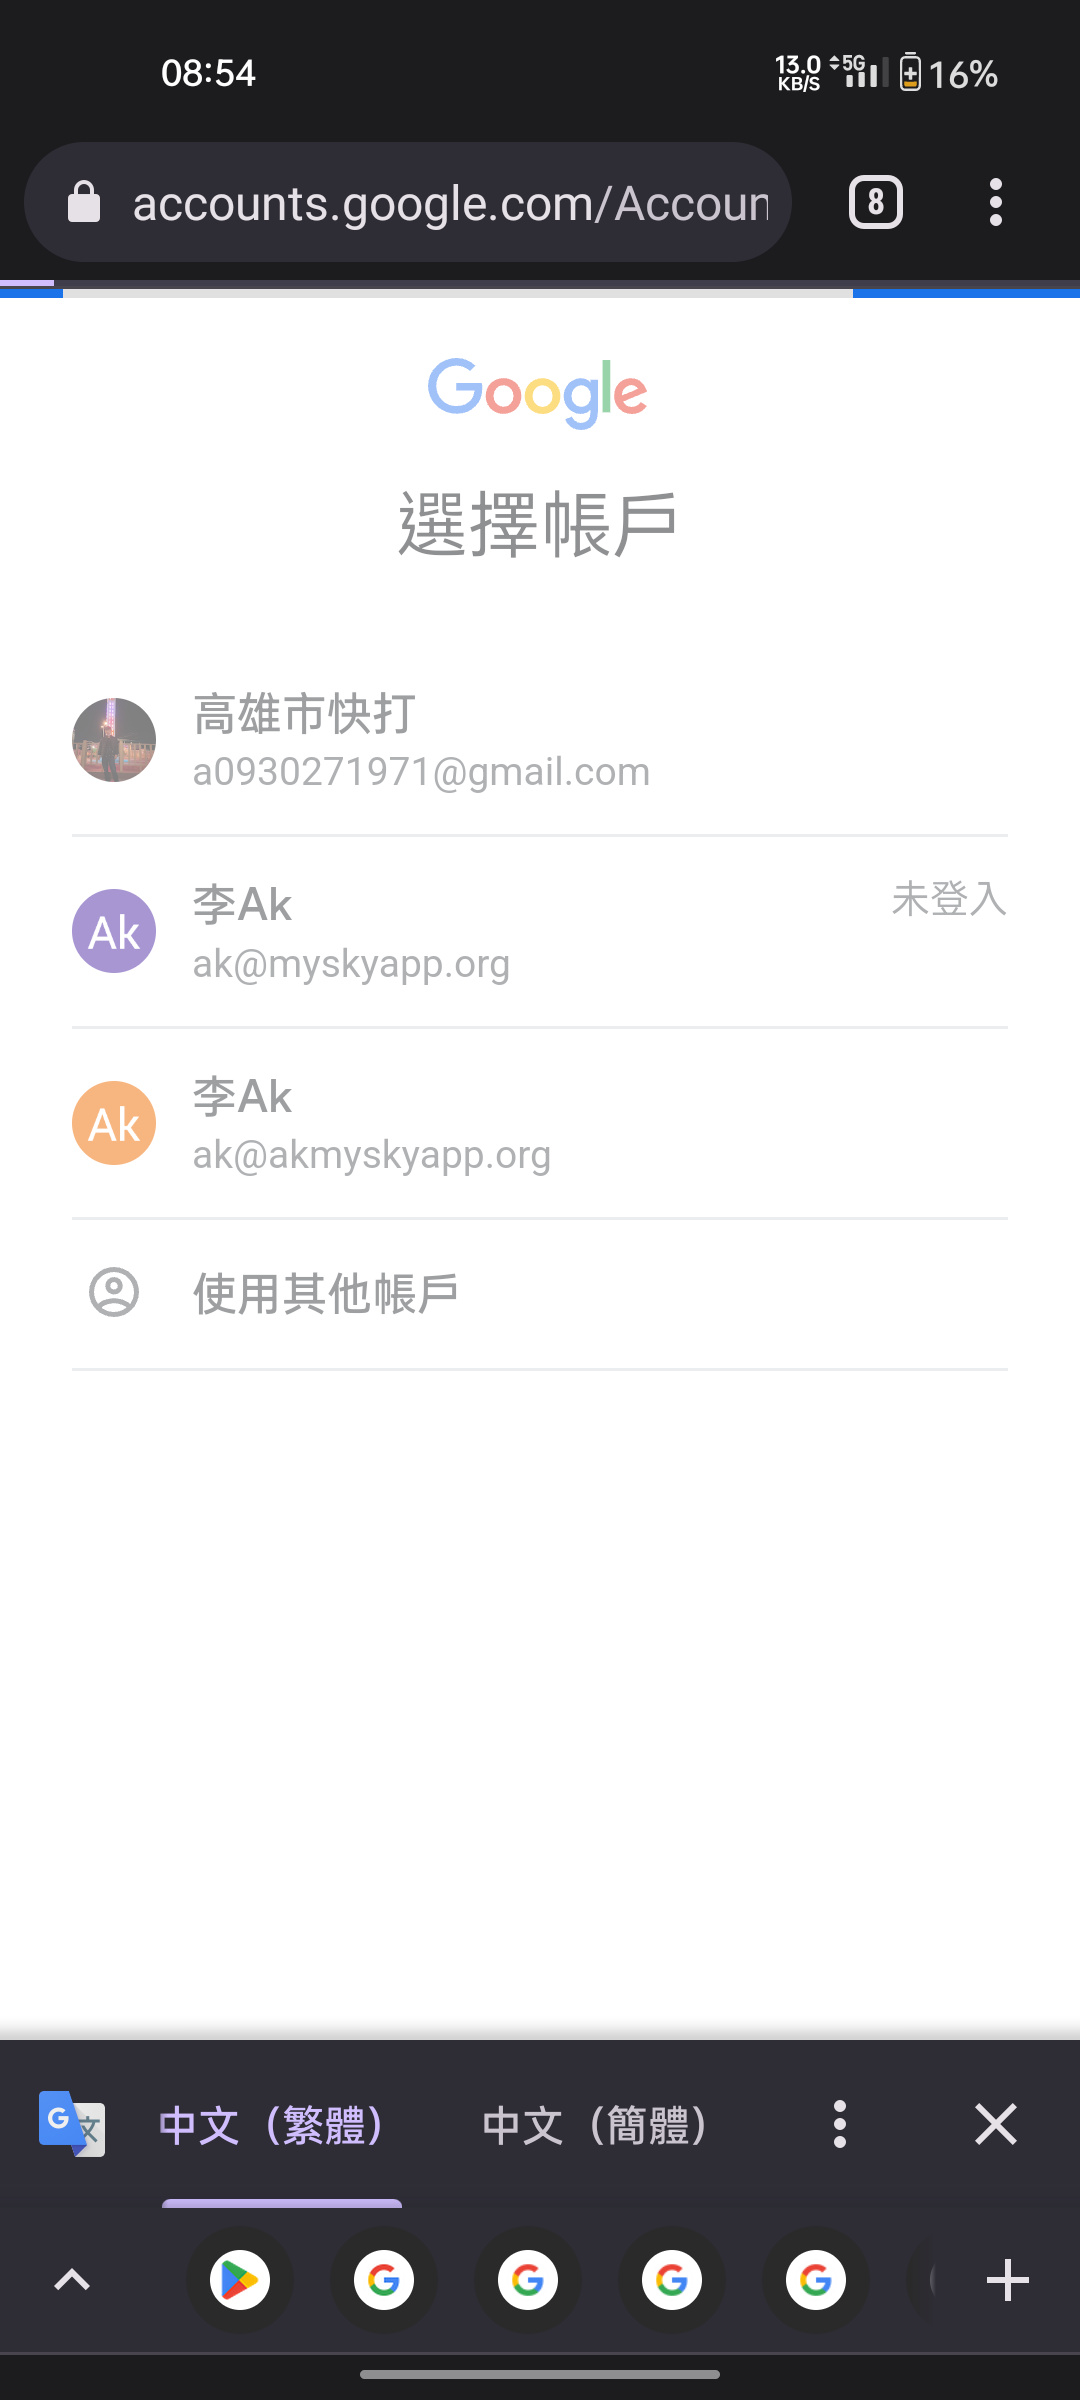 08:54
13.0 KB/S 5G 16%
accounts.google.com/Accoun
8
Google
選擇帳戶
高雄市快打
a0930271971@gmail.com
Ak
李Ak
未登入
ak@myskyapp.org
Ak
李Ak
ak@akmyskyapp.org
使用其他帳戶
G 文
中文（繁體）
中文（簡體）
G G G G